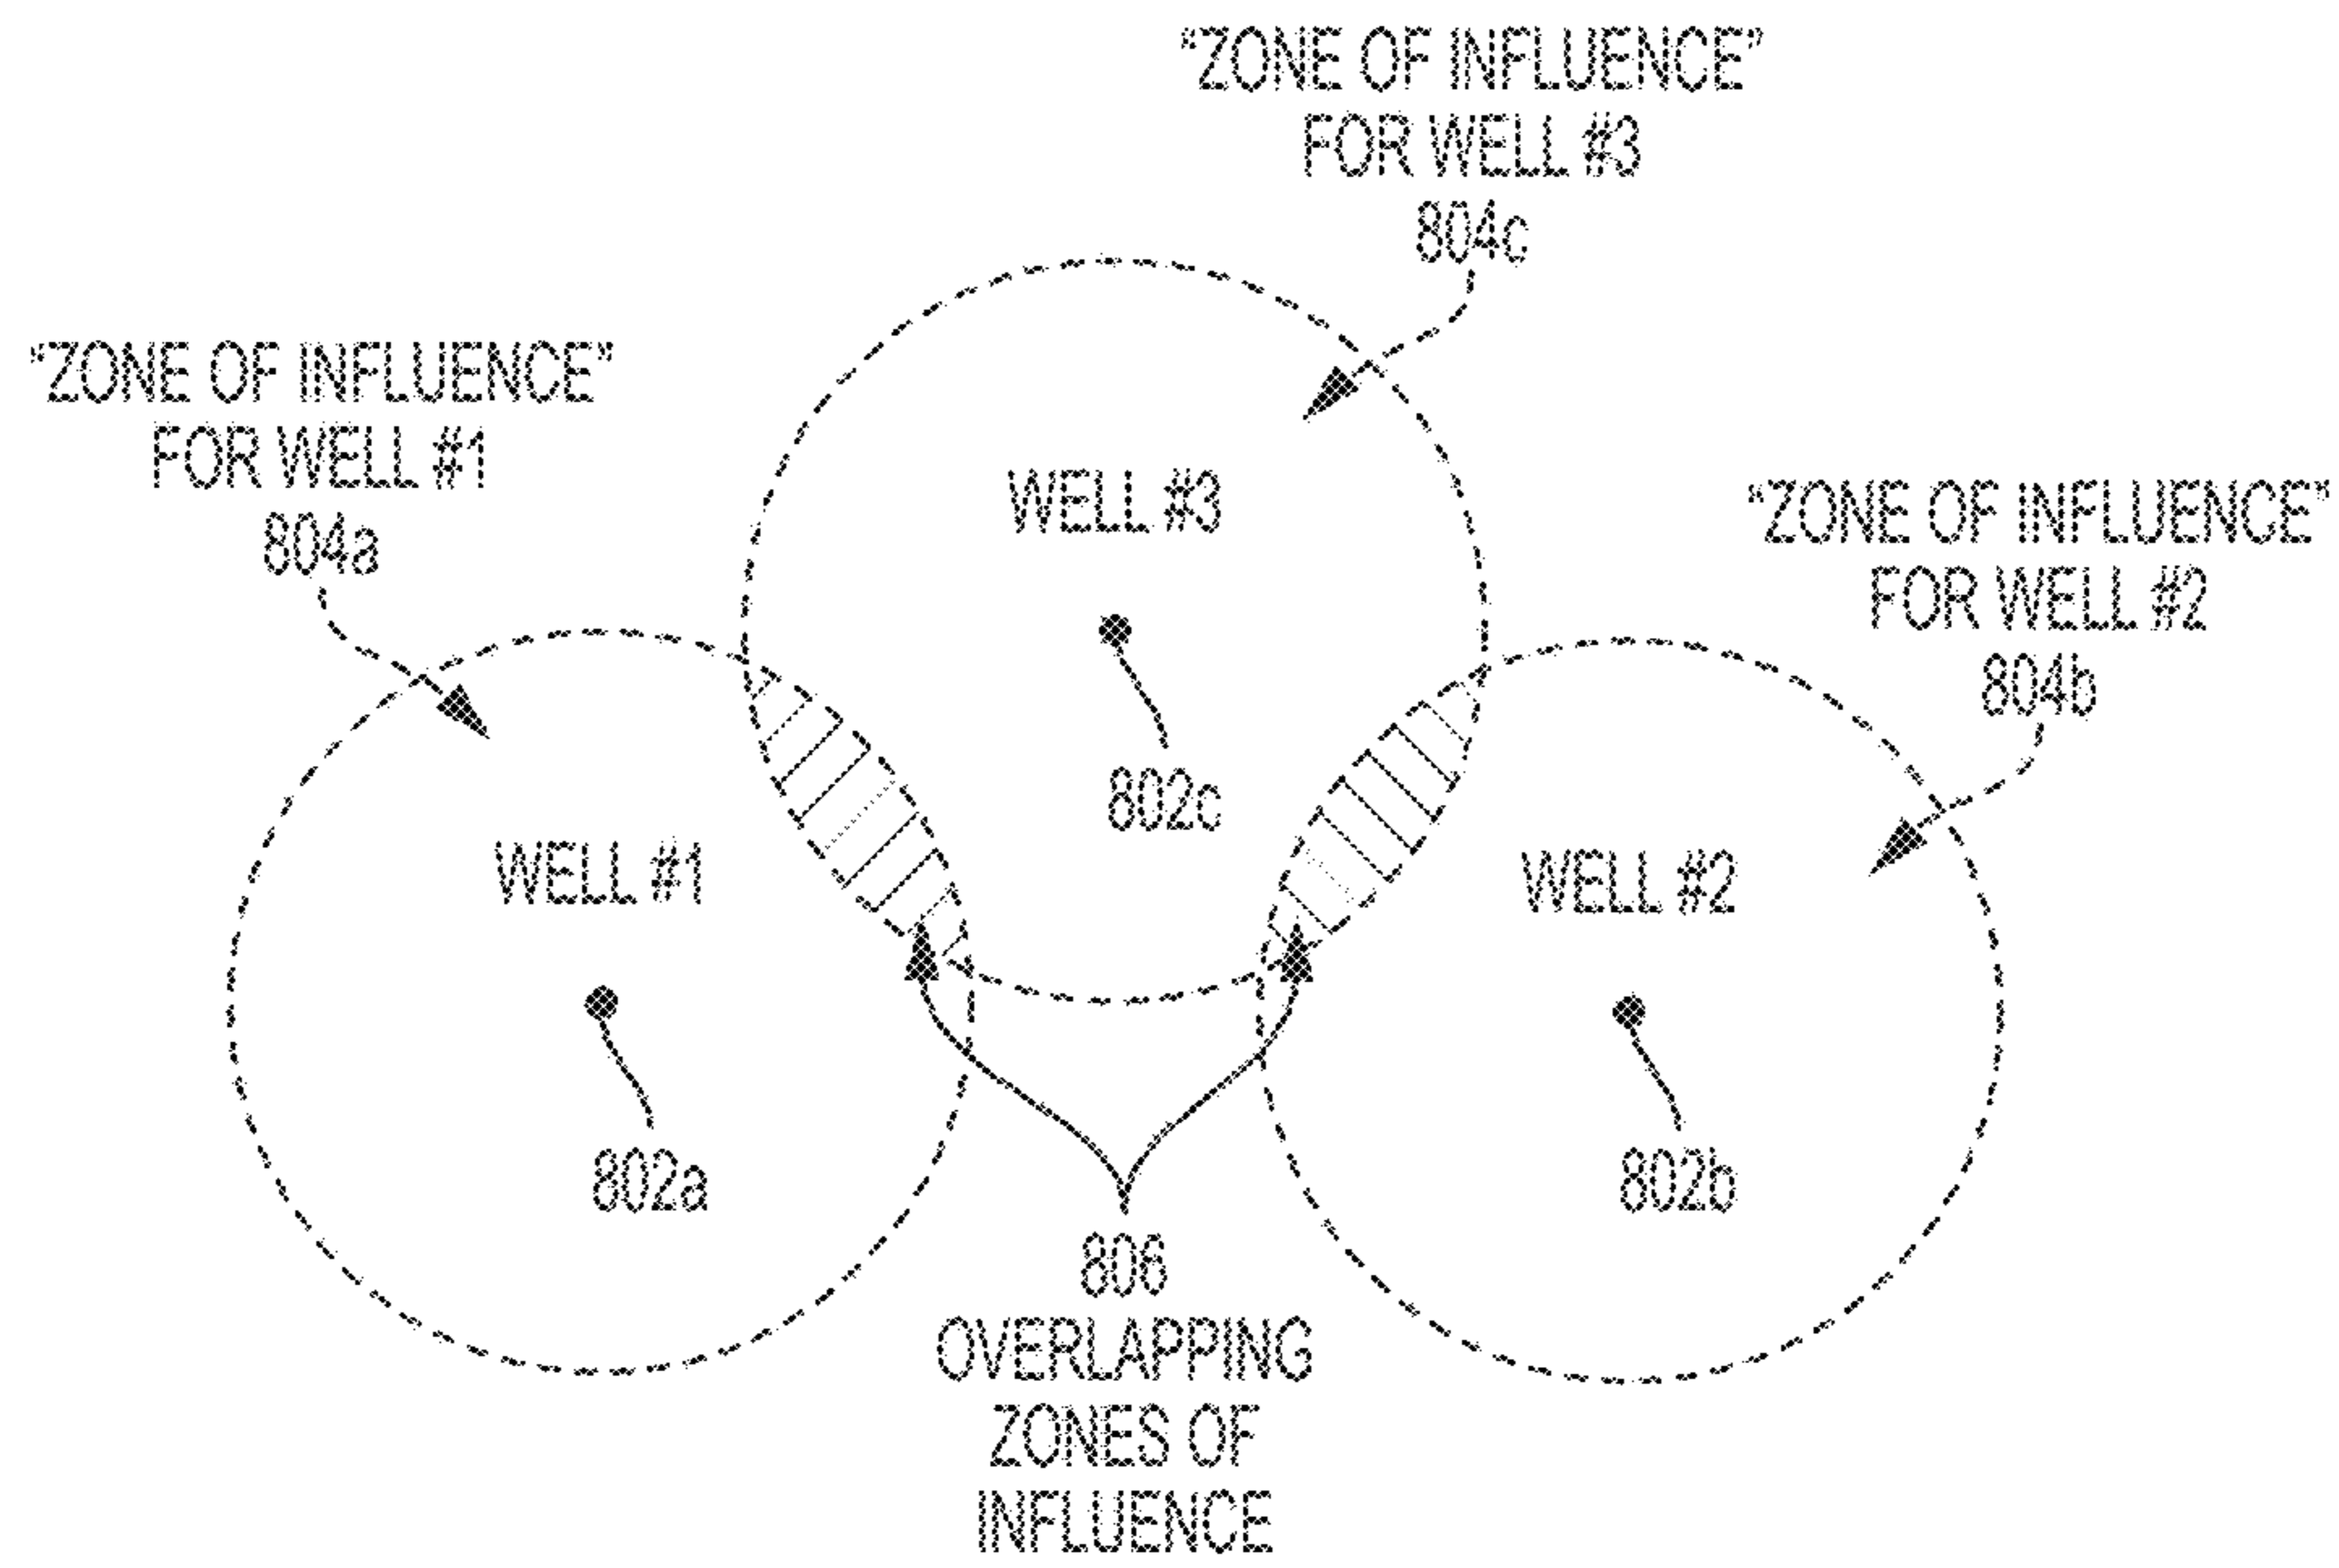 “ZONE OF INFLUENCE”
FOR WELL #3
804c
“ZONE OF INFLUENCE”
FOR WELL #1
804a
WELL #3
“ZONE OF INFLUENCE”
FOR WELL #2
804b
802c
WELL #1
WELL #2
802a
802b
806
OVERLAPPING
ZONES OF
INFLUENCE